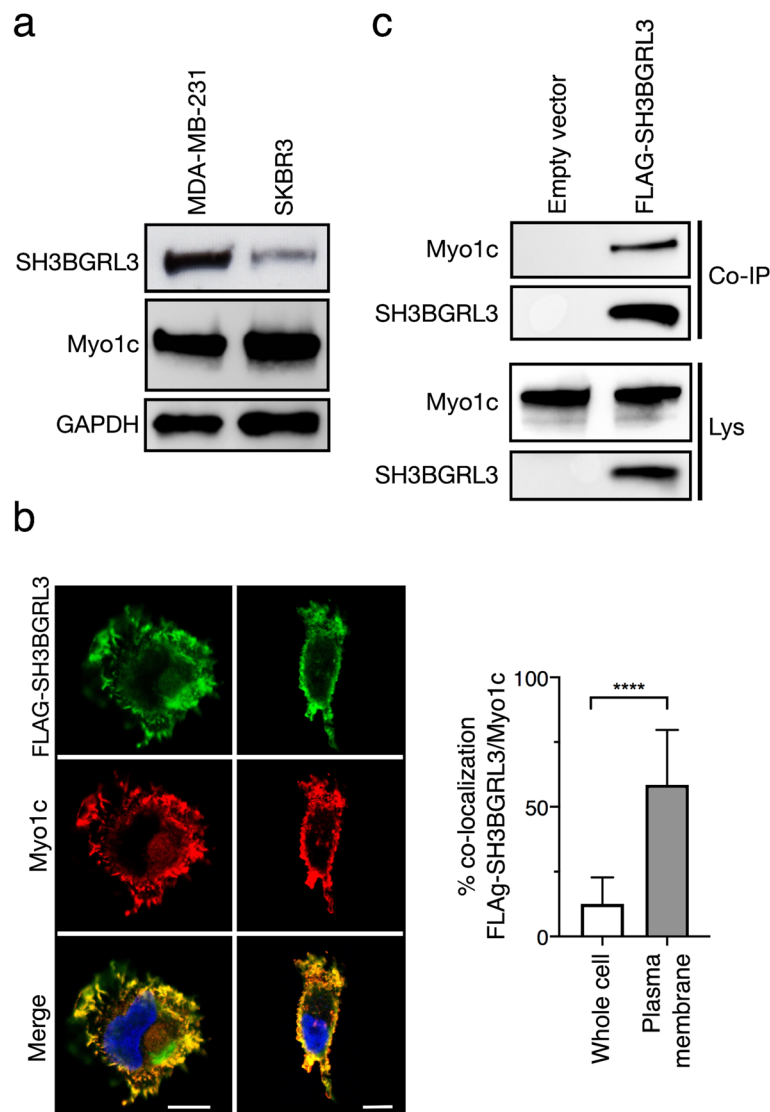 a
MDA-MB-231
SKBR3
SH3BGRL3
Myo1c
GAPDH
c
Empty vector
FLAG-SH3BGRL3
Myo1c
SH3BGRL3
Co-IP
Myo1c
SH3BGRL3
Lys
b
FLAG-SH3BGRL3
Myo1c
Merge
% co-localization
FLAg-SH3BGRL3/Myo1c
100
50
0
****
Whole cell
Plasma
membrane